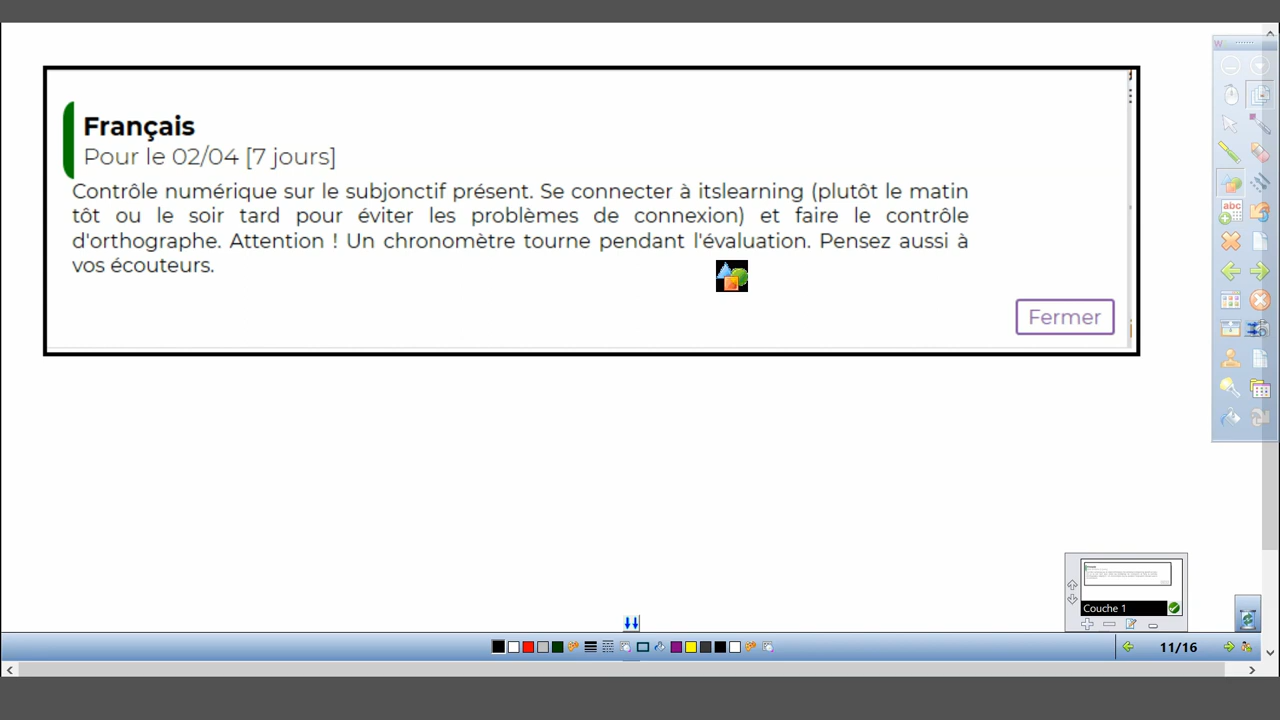 Français
Pour le 02/04 [7 jours]
Contrôle numérique sur le subjonctif présent. Se connecter à itslearning (plutôt le matin
tôt ou le soir tard pour éviter les problèmes de connexion) et faire le contrôle
d'orthographe. Attention ! Un chronomètre tourne pendant l'évaluation. Pensez aussi à
vos écouteurs.
Fermer
abc
Couche 1
11/16